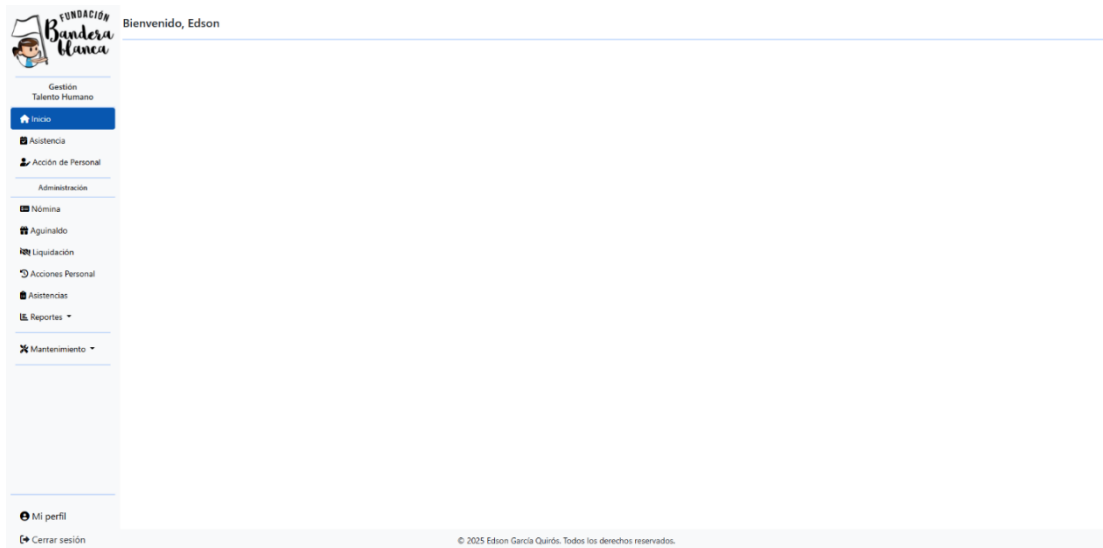 FUNDACIÓN
Bandera
blanca
Bienvenido, Edson
Gestión
Talento Humano
Inicio
Asistencia
Acción de Personal
Administración
Nómina
Aguinaldo
Liquidación
Acciones Personal
Asistencias
Reportes
Mantenimiento
Mi perfil
Cerrar sesión
© 2025 Edson García Quirós. Todos los derechos reservados.